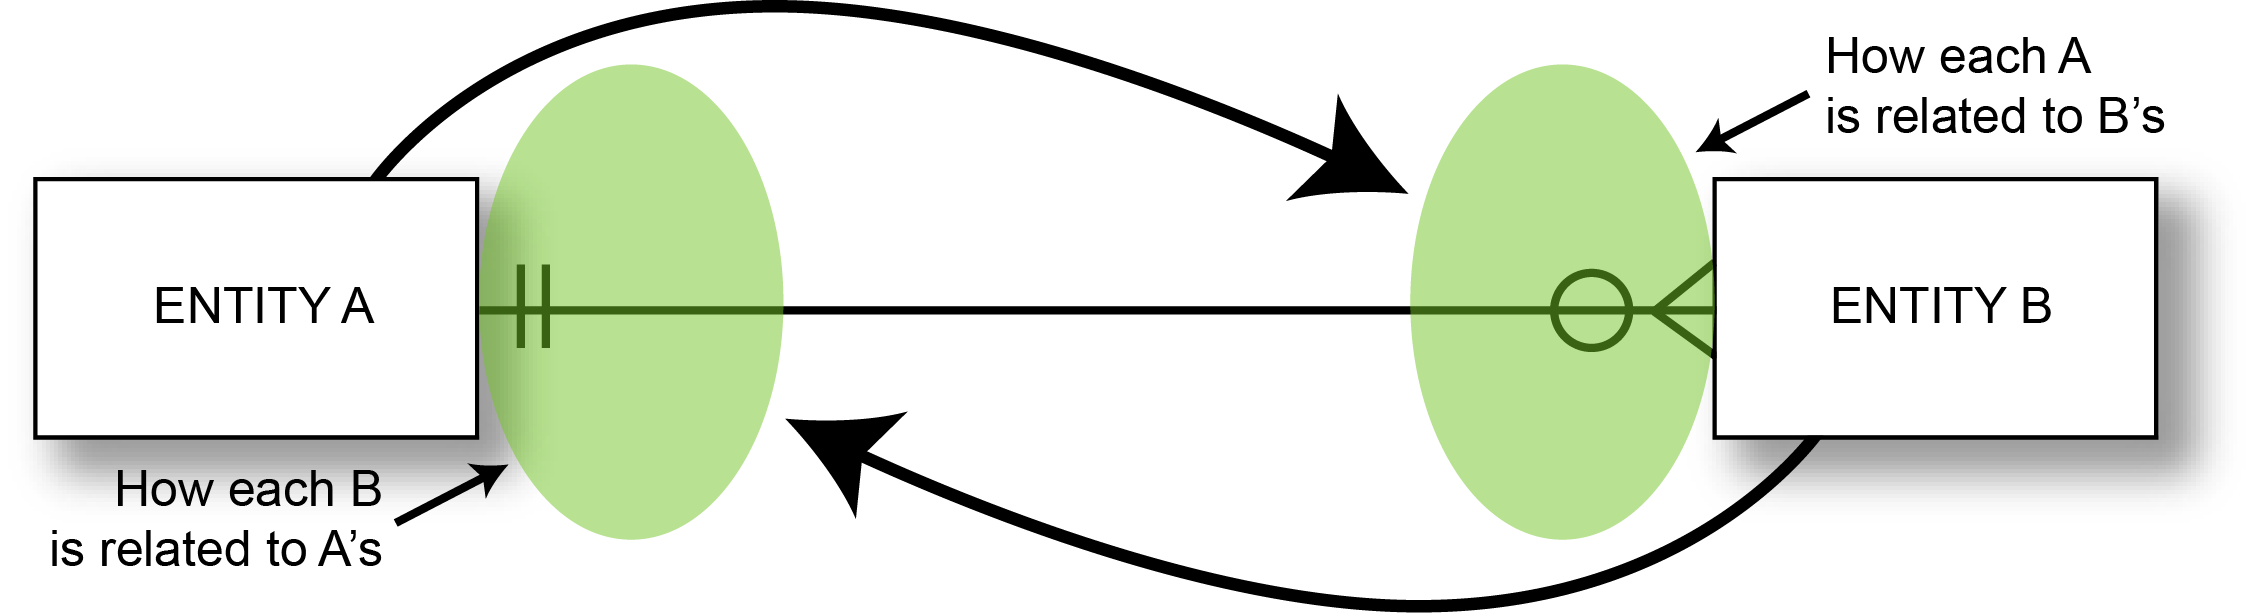 How each A
is related to B’s
ENTITY A
ENTITY B
How each B
is related to A’s